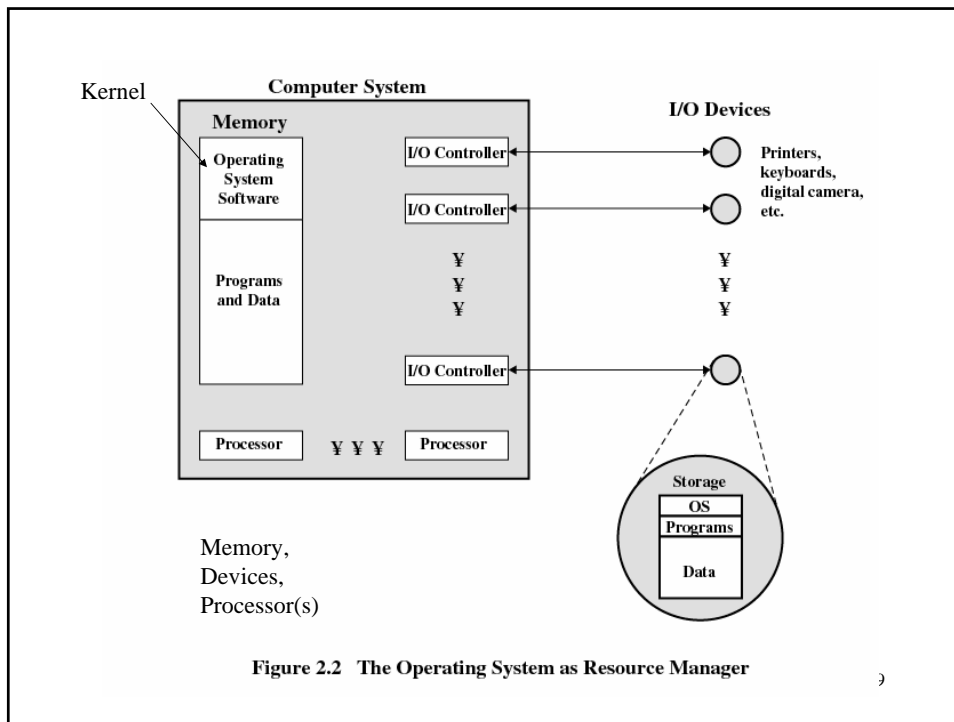 Kernel
Computer System
I/O Devices
Memory
Operating
System
Software
Programs
and Data
I/O Controller
I/O Controller
¥
¥
¥
I/O Controller
Printers,
keyboards,
digital camera,
etc.
¥
¥
¥
Processor
¥ ¥ ¥
Processor
Storage
OS
Programs
Data
Memory,
Devices,
Processor(s)
Figure 2.2 The Operating System as Resource Manager